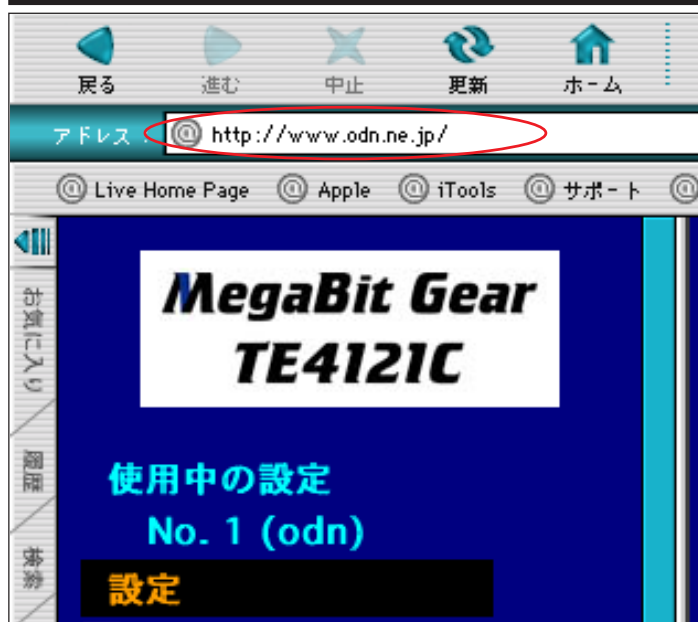 戻る 進む 中止 更新 ホーム
アドレス : @ http://www.odn.ne.jp/
@ Live Home Page @ Apple @ iTools @ サポート @
お気に入り
履歴
検索
MegaBit Gear
TE4121C
使用中の設定
No. 1 (odn)
設定